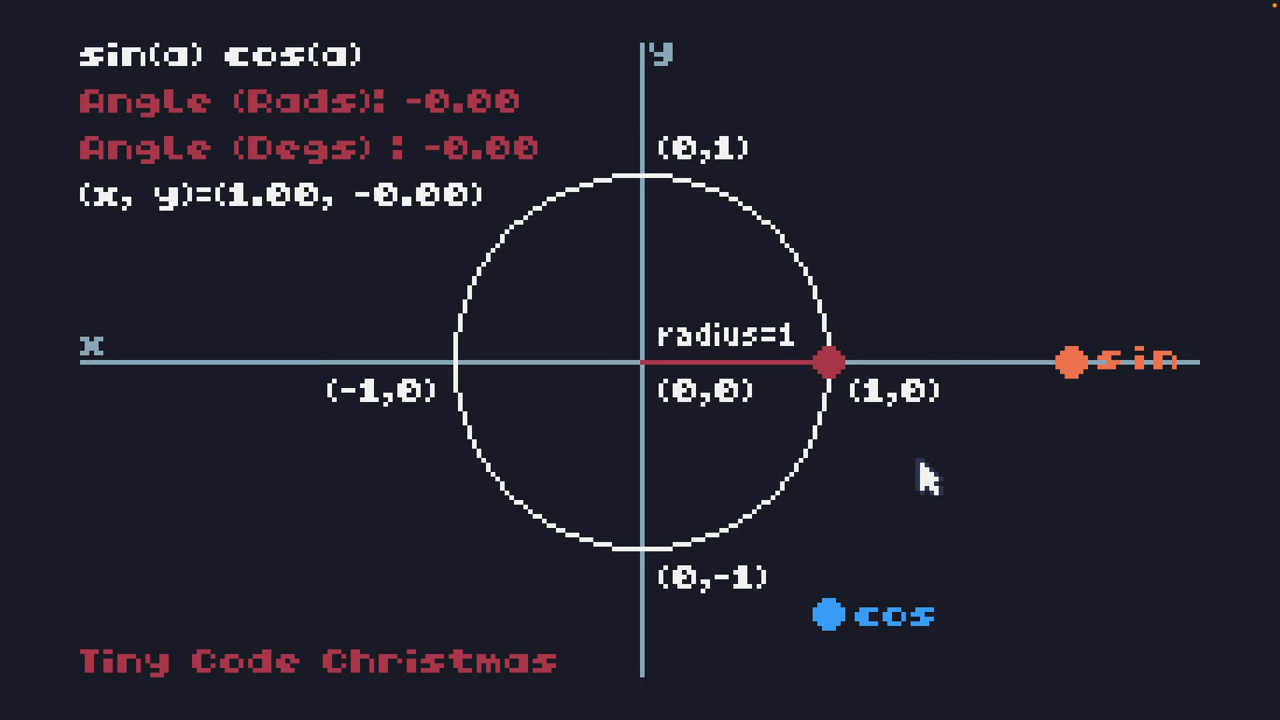 sin(a) cos(a)
y
Angle (Rads): -0.00
Angle (Degs) : -0.00
(0,1)
(x, y)=(1.00, -0.00)
radius=1
x
sin
(-1,0)
(0,0)
(1,0)
(0,-1)
cos
Tiny Code Christmas